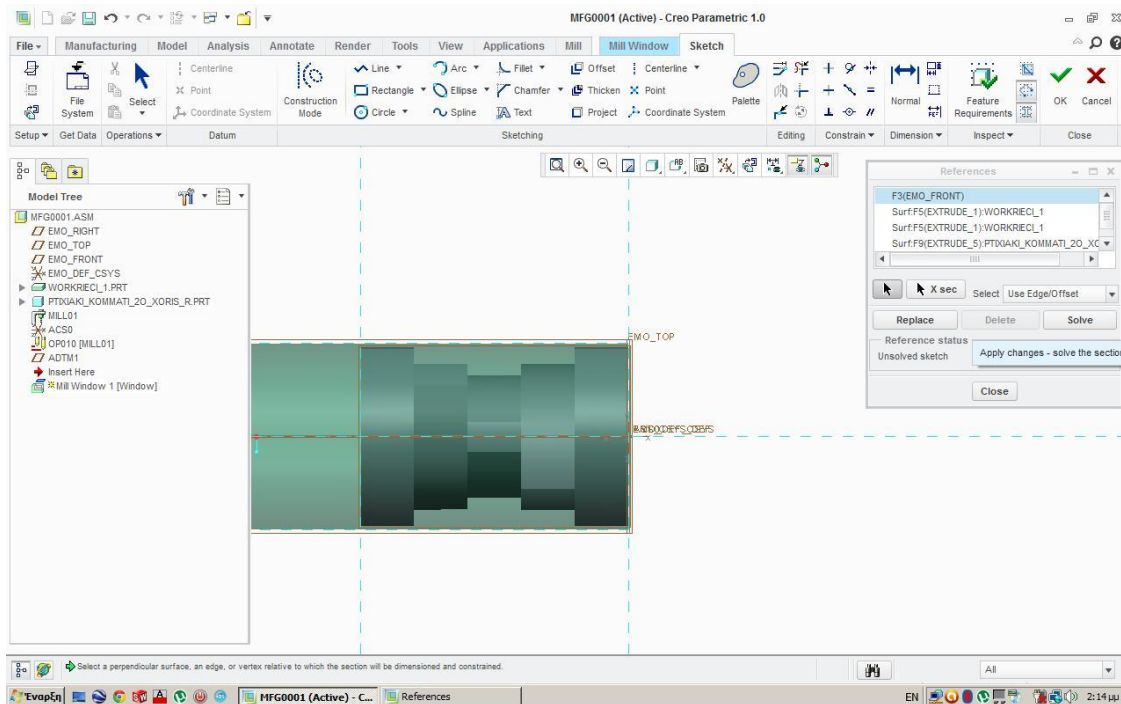 MFG0001 (Active) - Creo Parametric 1.0
File Manufacturing Model Analysis Annotate Render Tools View Applications Mill Mill Window Sketch
File System
Select
Centerline
Point
Coordinate System
Construction Mode
Line Arc Fillet Offset Centerline
Rectangle Ellipse Chamfer Thicken Point
Circle Spline Text Project Coordinate System
Palette
Normal
Feature Requirements
OK Cancel
Setup Get Data Operations Datum Sketching Editing Constrain Dimension Inspect Close
Model Tree
MFG0001.ASM
EMO_RIGHT
EMO_TOP
EMO_FRONT
EMO_DEF_CSYS
WORKRIECI_1.PRT
PTIXIAKI_KOMMATI_2O_XORIS_R.PRT
MILL01
ACS0
OP010 [MILL01]
ADTM1
Insert Here
Mill Window 1 [Window]
EMO_TOP
References
F3(EMO_FRONT)
Surf:F5(EXTRUDE_1):WORKRIECI_1
Surf:F5(EXTRUDE_1):WORKRIECI_1
Surf:F9(EXTRUDE_5):PTIXIAKI_KOMMATI_2O_XO
X sec Select Use Edge/Offset
Replace Delete Solve
Reference status
Unsolved sketch
Apply changes - solve the section
Close
Select a perpendicular surface, an edge, or vertex relative to which the section will be dimensioned and constrained.
All
Έναρξη MFG0001 (Active) - C... References EN 2:14 μμ